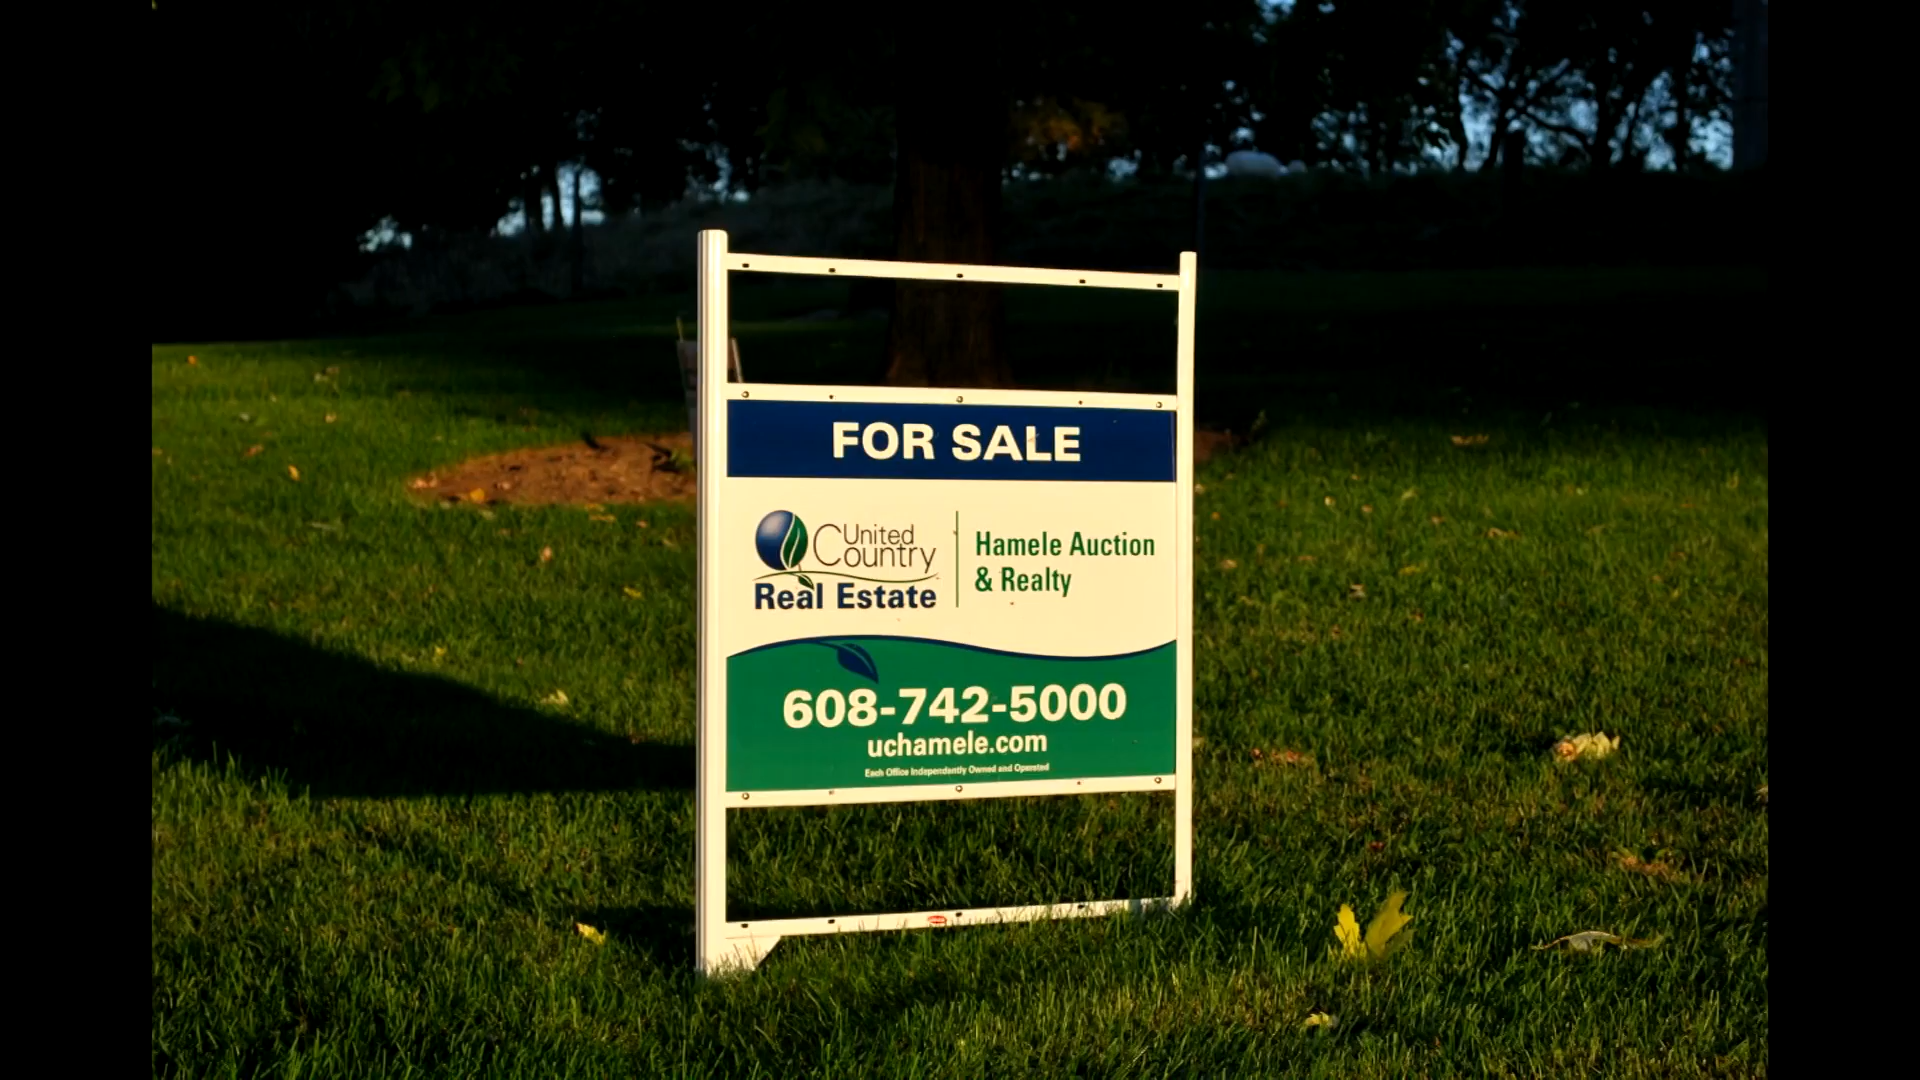 FOR SALE
United
Country
Real Estate
Hamele Auction
& Realty
608-742-5000
uchamele.com
Each Office Independently Owned and Operated